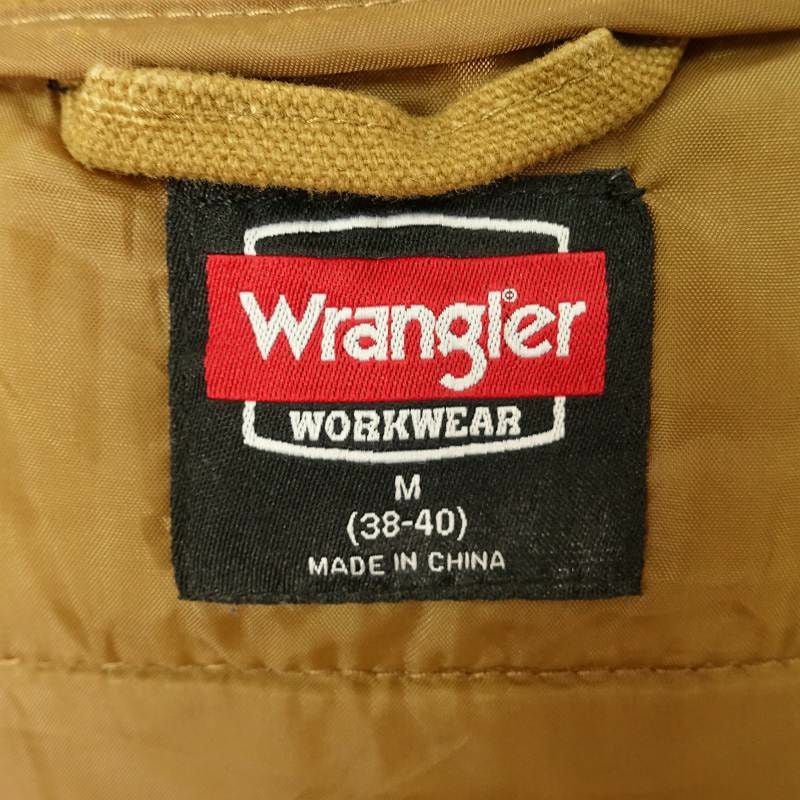 Wrangler®
WORKWEAR
M
(38-40)
MADE IN CHINA